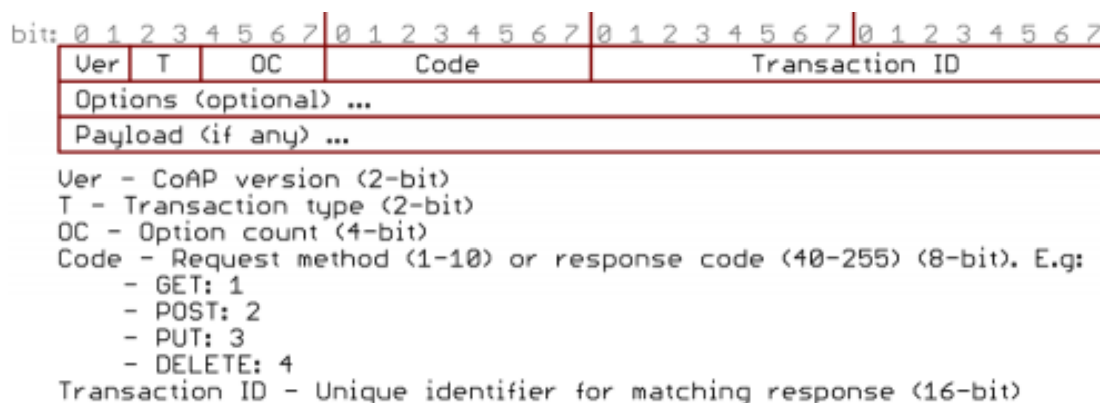 bit: 0 1 2 3 4 5 6 7 0 1 2 3 4 5 6 7 0 1 2 3 4 5 6 7 0 1 2 3 4 5 6 7
Ver T OC Code Transaction ID
Options (optional) ...
Payload (if any) ...
Ver - CoAP version (2-bit)
T - Transaction type (2-bit)
OC - Option count (4-bit)
Code - Request method (1-10) or response code (40-255) (8-bit). E.g:
- GET: 1
- POST: 2
- PUT: 3
- DELETE: 4
Transaction ID - Unique identifier for matching response (16-bit)